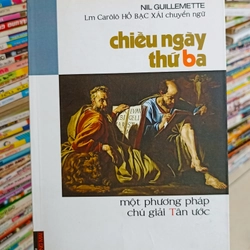 NIL GUILLEMETTE
Lm Carôlô HỒ BẠC XÁI chuyển ngữ
chiều ngày
thứ ba
một phương pháp
chú giải Tân ước